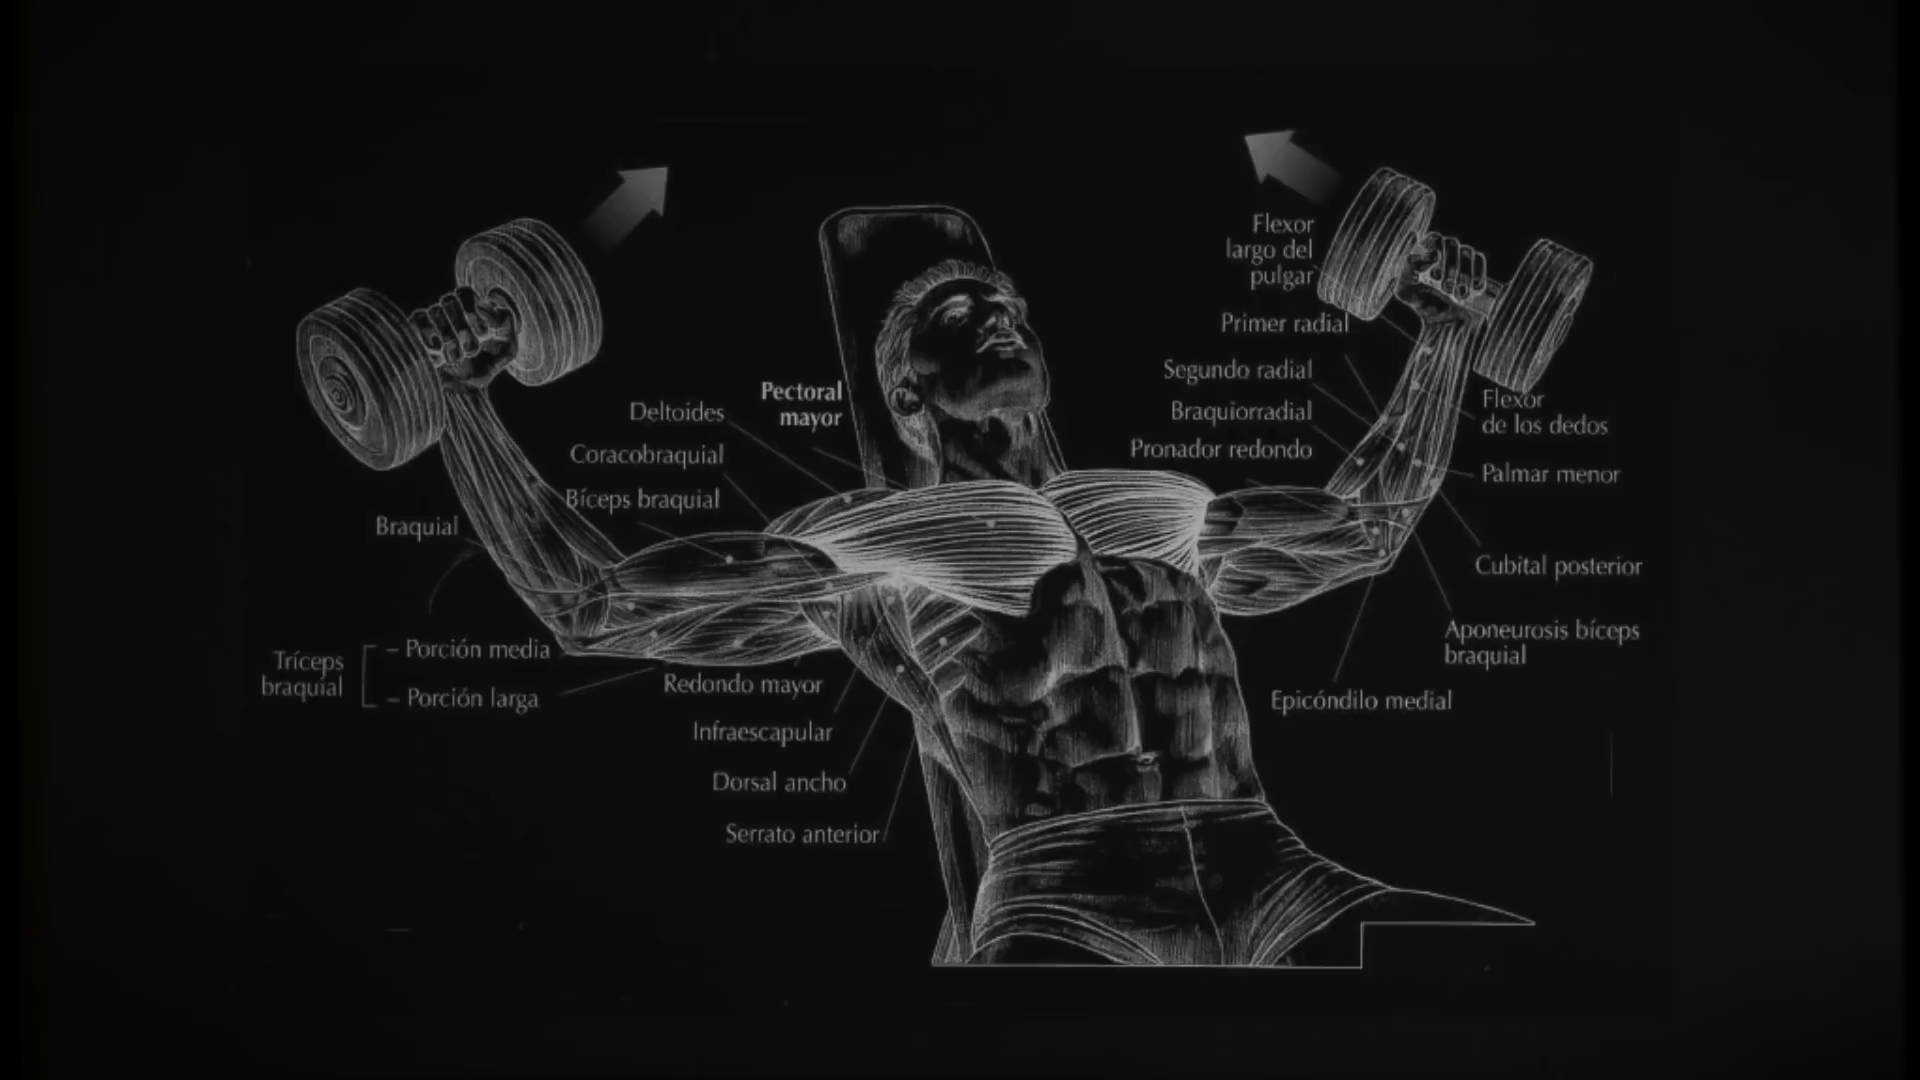 Flexor
largo del
pulgar
Primer radial
Segundo radial
Braquiorradial
Pronador redondo
Flexor
de los dedos
Palmar menor
Cubital posterior
Aponeurosis bíceps
braquial
Epicóndilo medial
Pectoral
mayor
Deltoides
Coracobraquial
Bíceps braquial
Braquial
Tríceps
braquial
– Porción media
– Porción larga
Redondo mayor
Infraescapular
Dorsal ancho
Serrato anterior